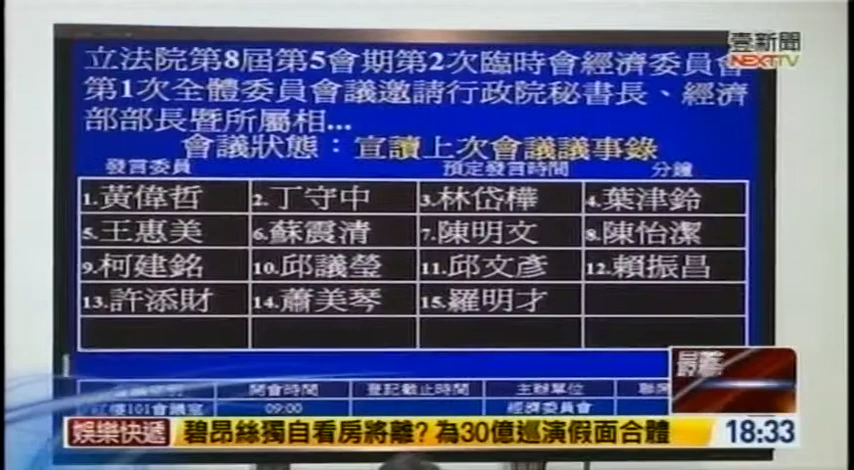 壹新聞
NEXTTV
立法院第8屆第5會期第2次臨時會經濟委員會
第1次全體委員會議邀請行政院秘書長、經濟
部部長暨所屬相...
會議狀態：宣讀上次會議議事錄
發言委員 預定發言時間 分鐘
1.黃偉哲 2.丁守中 3.林岱樺 4.葉津鈴
5.王惠美 6.蘇震清 7.陳明文 8.陳怡潔
9.柯建銘 10.邱議瑩 11.邱文彥 12.賴振昌
13.許添財 14.蕭美琴 15.羅明才
開會時間 登記截止時間 主辦單位
樓101會議室 09:00 經濟委員會
娛樂快遞 碧昂絲獨自看房將離?為30億巡演假面合體 18:33